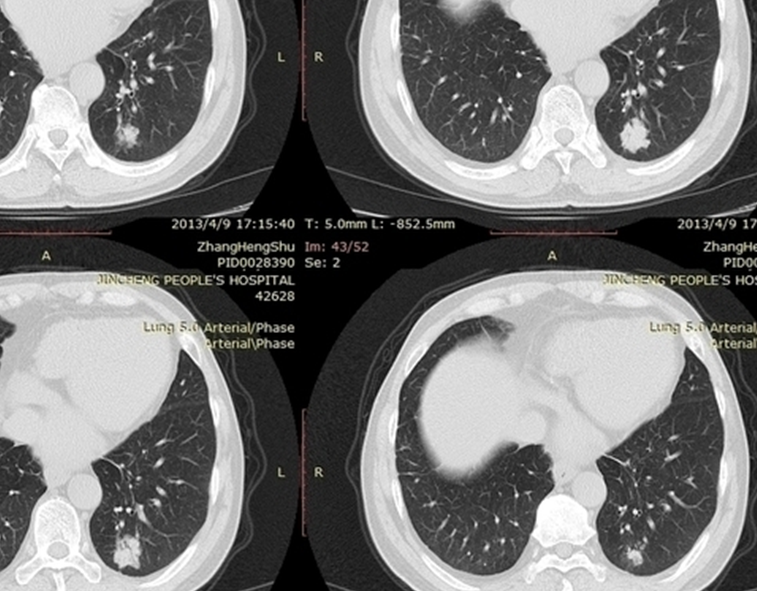 L
R
2013/4/9 17:15:40
T: 5.0mm L: -852.5mm
2013/4/9 17
A
ZhangHengShu
PID0028390
JINCHENG PEOPLE'S HOSPITAL
42628
Im: 43/52
Se: 2
A
ZhangHe
PID00
JINCHENG PEOPLE'S HOS
Lung 5.0 Arterial/Phase
Arterial\Phase
Lung 5.0 Arterial/P
Arterial\P
L
R